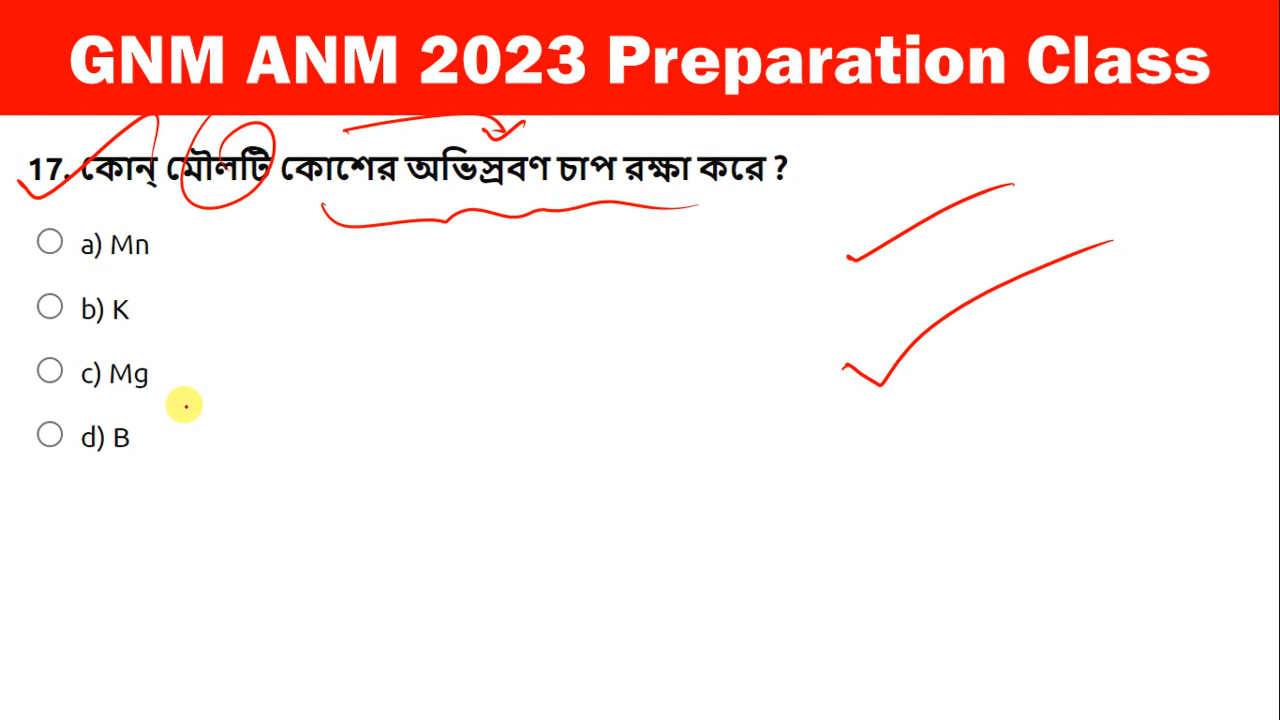 GNM ANM 2023 Preparation Class
17. কোন্ মৌলটি কোশের অভিস্রবণ চাপ রক্ষা করে ?
a) Mn
b) K
c) Mg
d) B